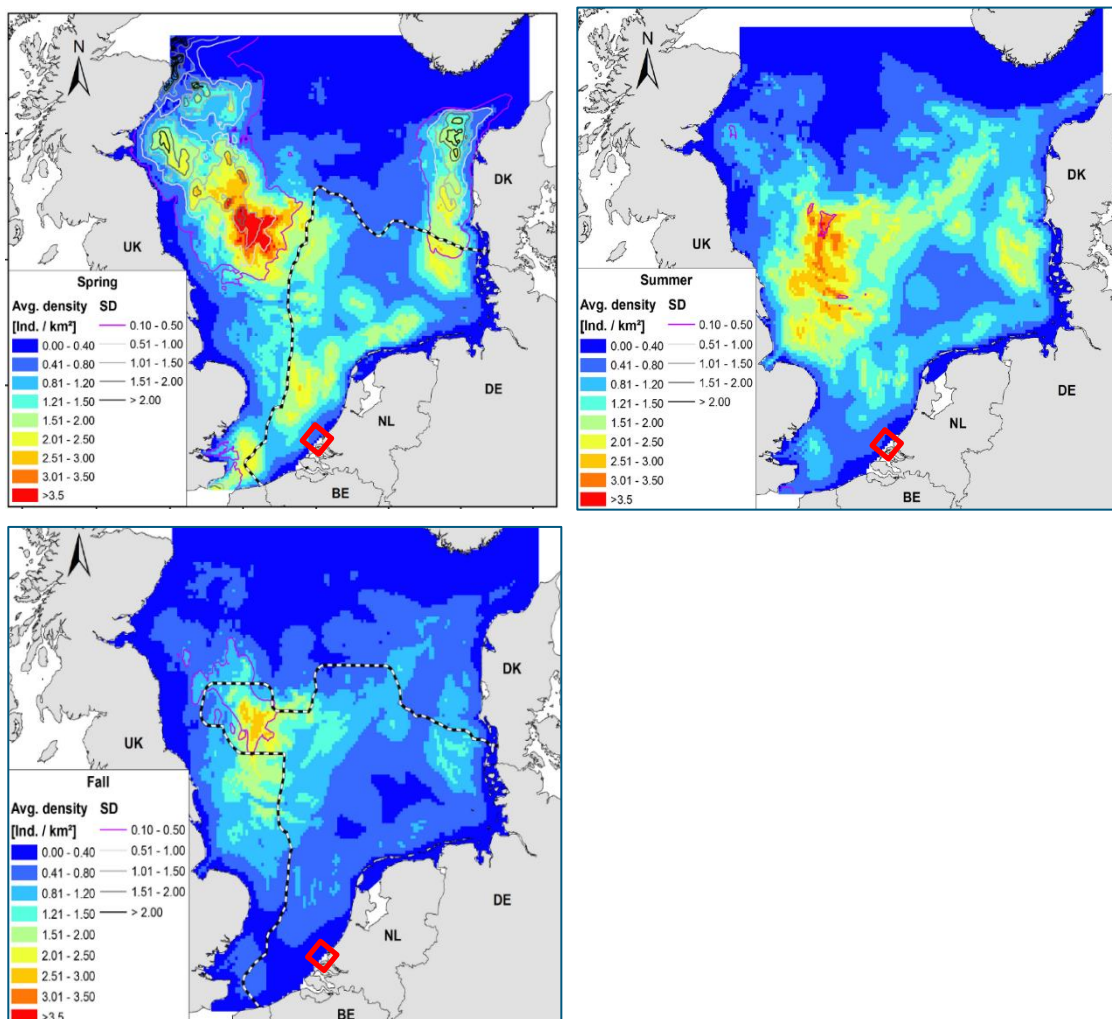 N
UK
DK
DE
NL
BE
Spring
Avg. density SD
[Ind. / km²] 0.10 - 0.50
0.00 - 0.40 0.51 - 1.00
0.41 - 0.80 1.01 - 1.50
0.81 - 1.20 1.51 - 2.00
1.21 - 1.50 > 2.00
1.51 - 2.00
2.01 - 2.50
2.51 - 3.00
3.01 - 3.50
>3.5
N
UK
DK
DE
NL
BE
Summer
Avg. density SD
[Ind. / km²] 0.10 - 0.50
0.00 - 0.40 0.51 - 1.00
0.41 - 0.80 1.01 - 1.50
0.81 - 1.20 1.51 - 2.00
1.21 - 1.50 > 2.00
1.51 - 2.00
2.01 - 2.50
2.51 - 3.00
3.01 - 3.50
>3.5
N
UK
DK
DE
NL
BE
Fall
Avg. density SD
[Ind. / km²] 0.10 - 0.50
0.00 - 0.40 0.51 - 1.00
0.41 - 0.80 1.01 - 1.50
0.81 - 1.20 1.51 - 2.00
1.21 - 1.50 > 2.00
1.51 - 2.00
2.01 - 2.50
2.51 - 3.00
3.01 - 3.50
>3.5